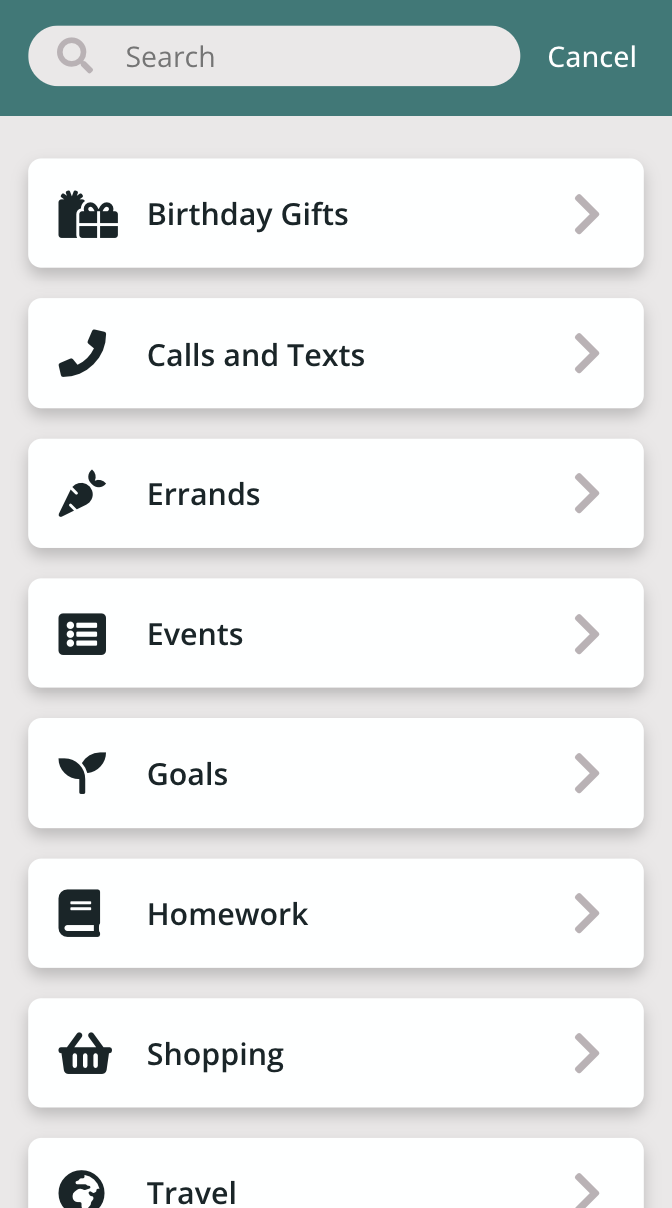 Search
Cancel
Birthday Gifts
Calls and Texts
Errands
Events
Goals
Homework
Shopping
Travel